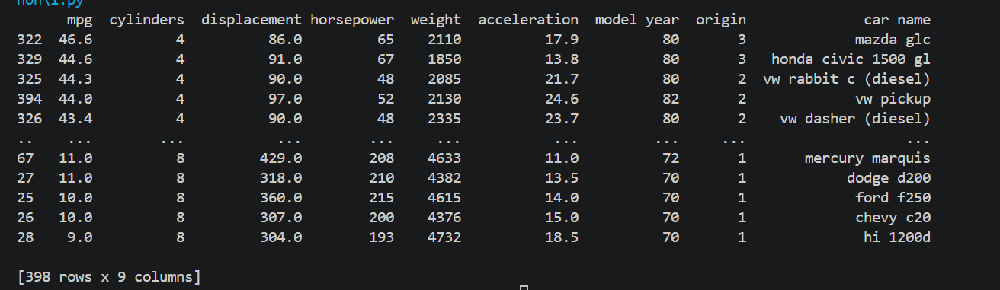 non\1.py
mpg cylinders displacement horsepower weight acceleration model year origin car name
322 46.6 4 86.0 65 2110 17.9 80 3 mazda glc
329 44.6 4 91.0 67 1850 13.8 80 3 honda civic 1500 gl
325 44.3 4 90.0 48 2085 21.7 80 2 vw rabbit c (diesel)
394 44.0 4 97.0 52 2130 24.6 82 2 vw pickup
326 43.4 4 90.0 48 2335 23.7 80 2 vw dasher (diesel)
.. ... ... ... ... ... ... ... ... ...
67 11.0 8 429.0 208 4633 11.0 72 1 mercury marquis
27 11.0 8 318.0 210 4382 13.5 70 1 dodge d200
25 10.0 8 360.0 215 4615 14.0 70 1 ford f250
26 10.0 8 307.0 200 4376 15.0 70 1 chevy c20
28 9.0 8 304.0 193 4732 18.5 70 1 hi 1200d
[398 rows x 9 columns]